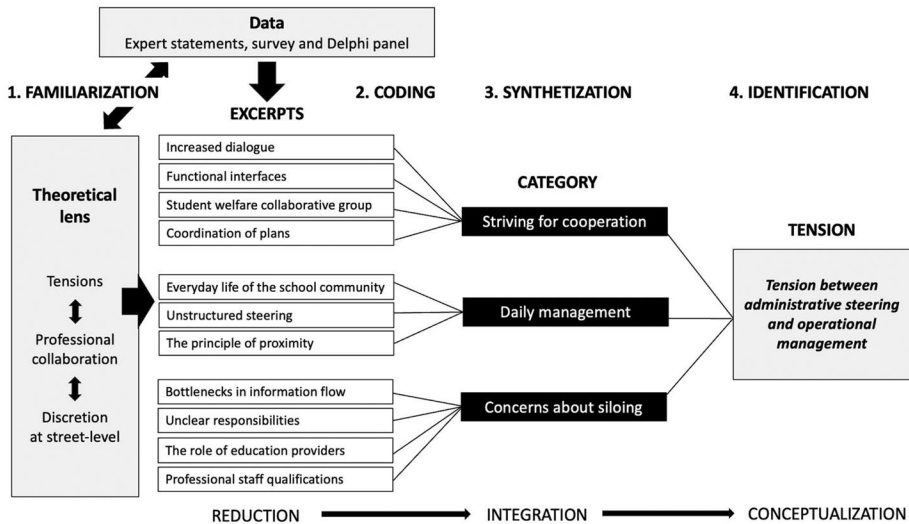 Data
Expert statements, survey and Delphi panel
1. FAMILIARIZATION
2. CODING
3. SYNTHETIZATION
4. IDENTIFICATION
EXCERPTS
Theoretical
lens
Tensions
Professional
collaboration
Discretion
at street-level
Increased dialogue
Functional interfaces
Student welfare collaborative group
Coordination of plans
Everyday life of the school community
Unstructured steering
The principle of proximity
Bottlenecks in information flow
Unclear responsibilities
The role of education providers
Professional staff qualifications
CATEGORY
Striving for cooperation
Daily management
Concerns about siloing
TENSION
Tension between
administrative steering
and operational
management
REDUCTION
INTEGRATION
CONCEPTUALIZATION